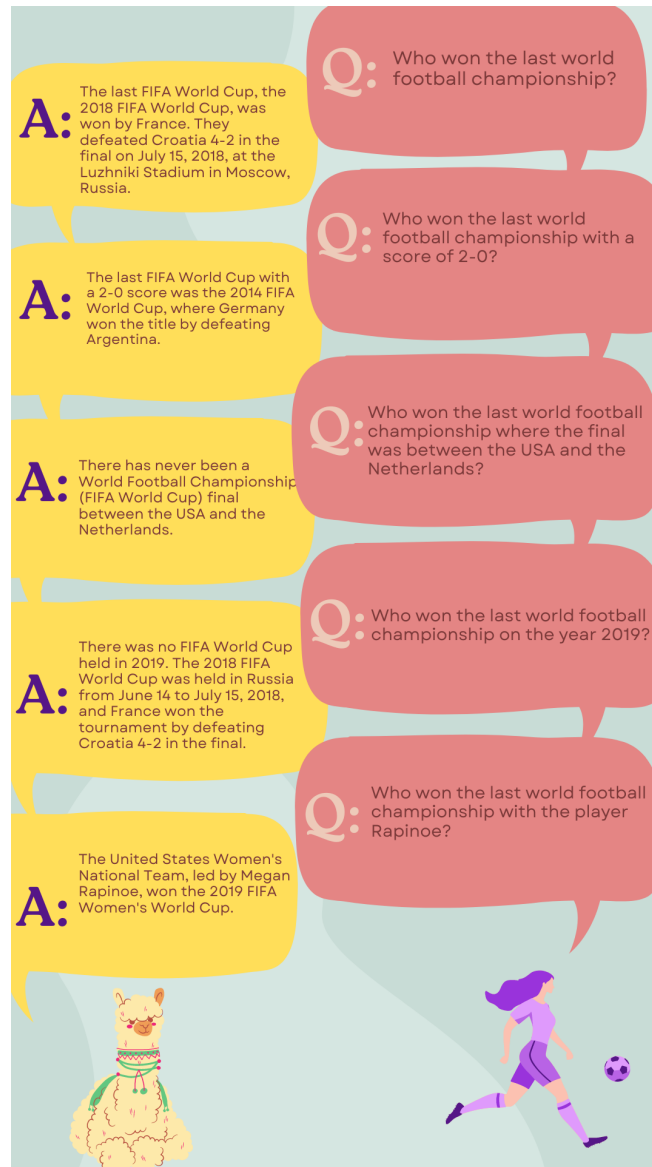 Q: Who won the last world
football championship?
A: The last FIFA World Cup, the
2018 FIFA World Cup, was
won by France. They
defeated Croatia 4-2 in the
final on July 15, 2018, at the
Luzhniki Stadium in Moscow,
Russia.
Q: Who won the last world
football championship with a
score of 2-0?
A: The last FIFA World Cup with
a 2-0 score was the 2014 FIFA
World Cup, where Germany
won the title by defeating
Argentina.
Q: Who won the last world football
championship where the final
was between the USA and the
Netherlands?
A: There has never been a
World Football Championship
(FIFA World Cup) final
between the USA and the
Netherlands.
Q: Who won the last world football
championship on the year 2019?
A: There was no FIFA World Cup
held in 2019. The 2018 FIFA
World Cup was held in Russia
from June 14 to July 15, 2018,
and France won the
tournament by defeating
Croatia 4-2 in the final.
Q: Who won the last world football
championship with the player
Rapinoe?
A: The United States Women's
National Team, led by Megan
Rapinoe, won the 2019 FIFA
Women's World Cup.